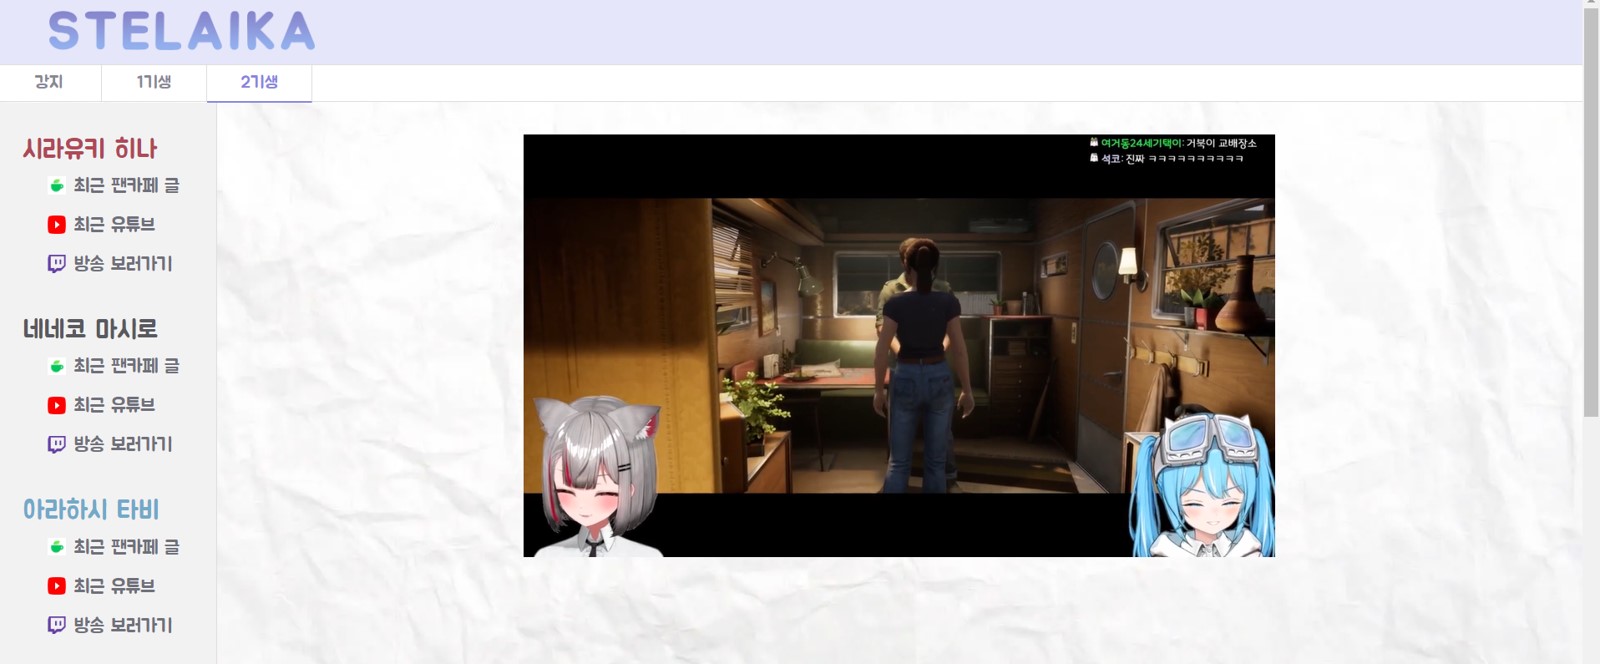 STELAIKA
강지
1기생
2기생
시라유키 히나
최근 팬카페 글
최근 유튜브
방송 보러가기
네네코 마시로
최근 팬카페 글
최근 유튜브
방송 보러가기
아라하시 타비
최근 팬카페 글
최근 유튜브
방송 보러가기
여거동24세기택이: 거북이 교배장소
석코: 진짜 ㅋㅋㅋㅋㅋㅋㅋㅋㅋㅋ